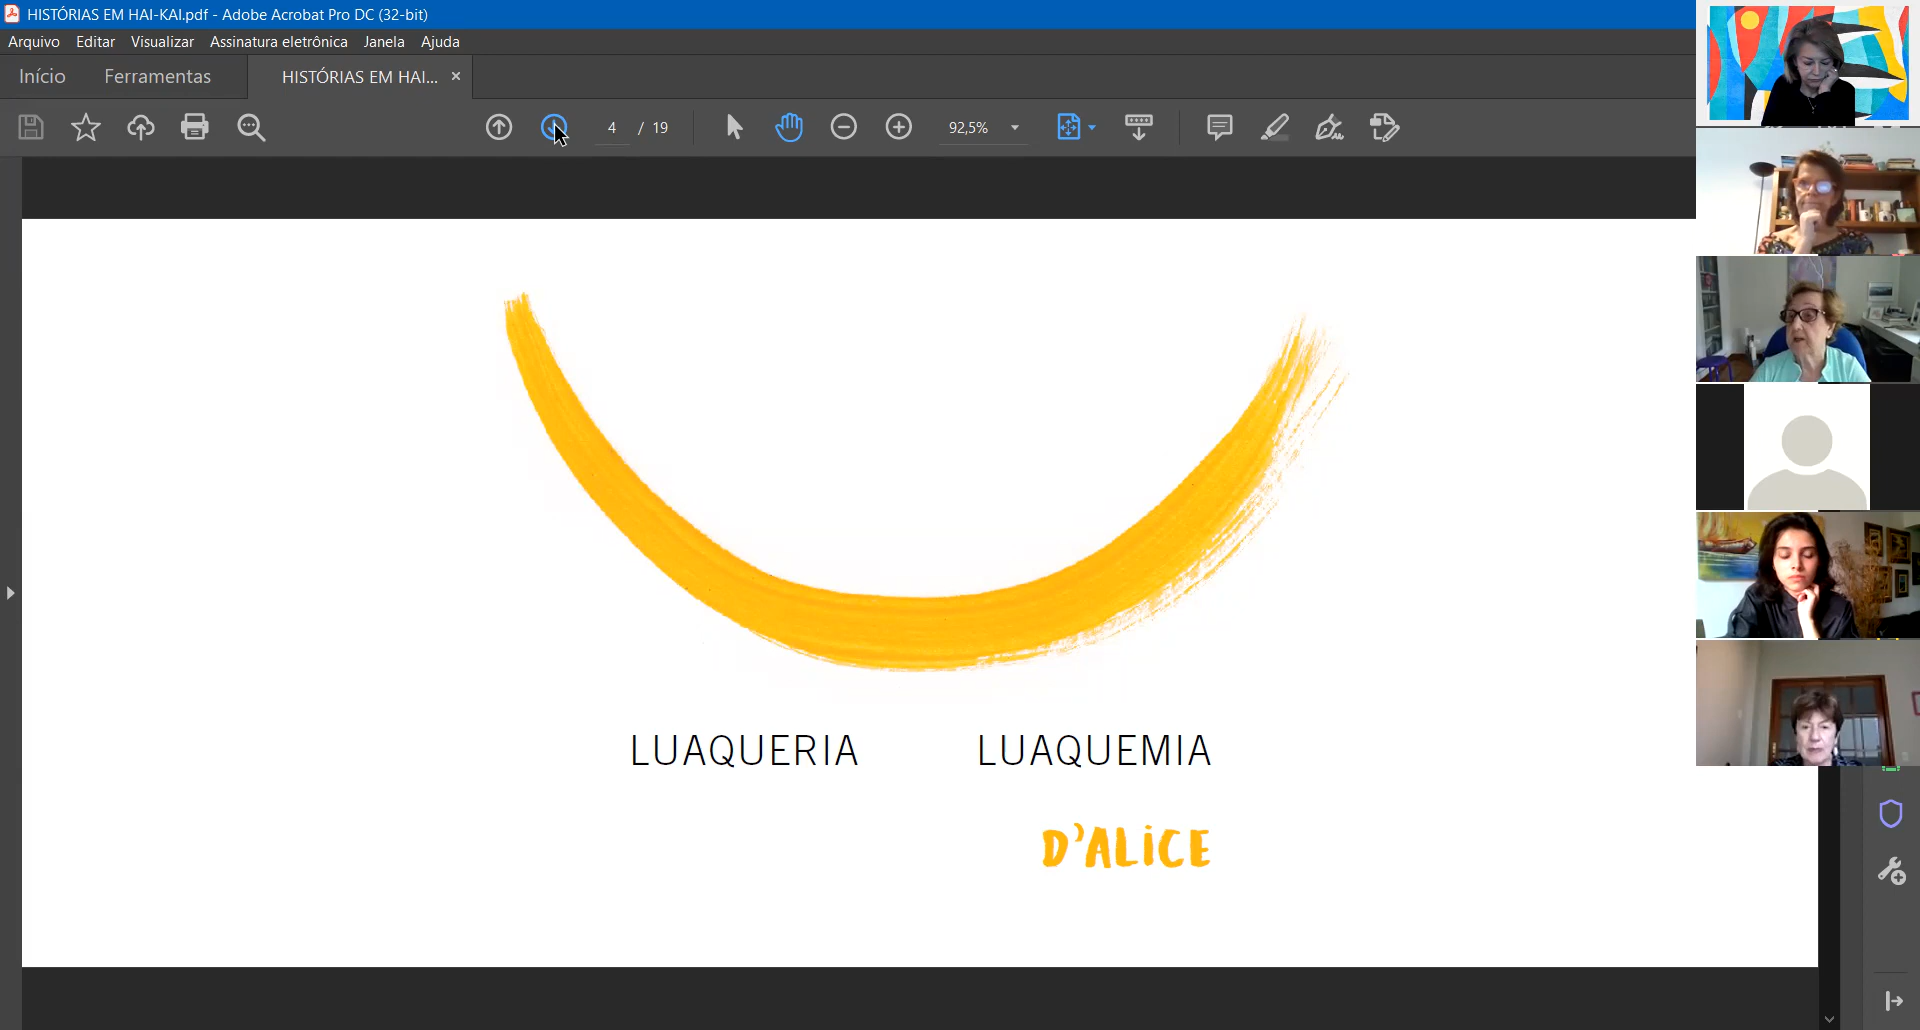 HISTÓRIAS EM HAI-KAI.pdf - Adobe Acrobat Pro DC (32-bit)
Arquivo Editar Visualizar Assinatura eletrônica Janela Ajuda
Início Ferramentas HISTÓRIAS EM HAI... ×
4 / 19 92,5%
LUAQUERIA LUAQUEMIA
D'ALiCE